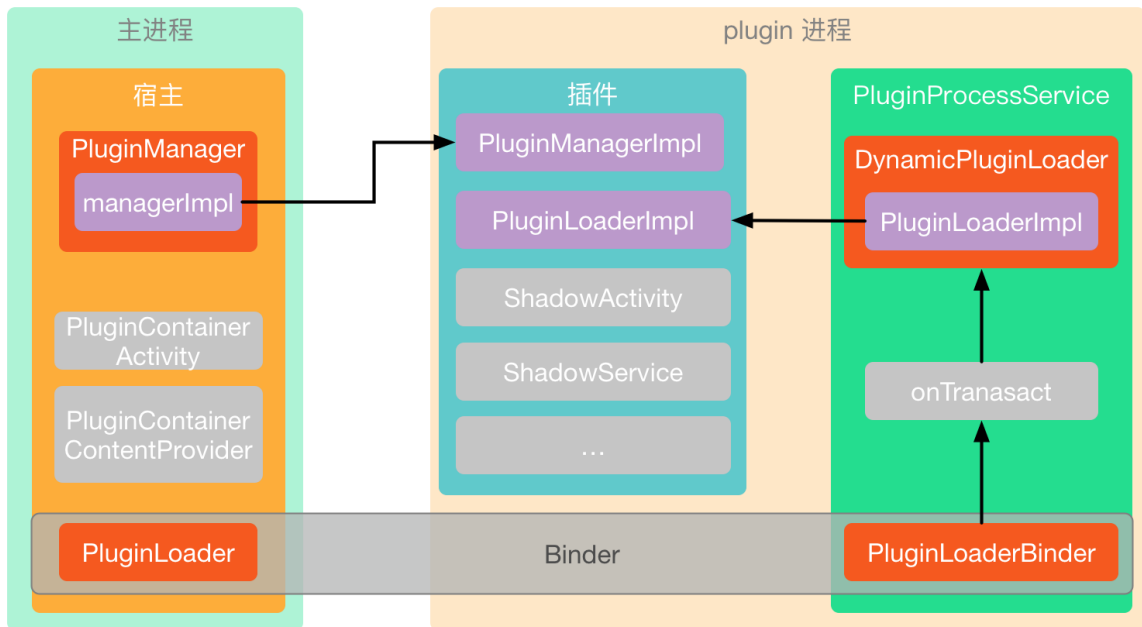 主进程
宿主
PluginManager
managerImpl
PluginContainer
Activity
PluginContainer
ContentProvider
PluginLoader
plugin 进程
插件
PluginManagerImpl
PluginLoaderImpl
ShadowActivity
ShadowService
...
Binder
PluginProcessService
DynamicPluginLoader
PluginLoaderImpl
onTranasact
PluginLoaderBinder